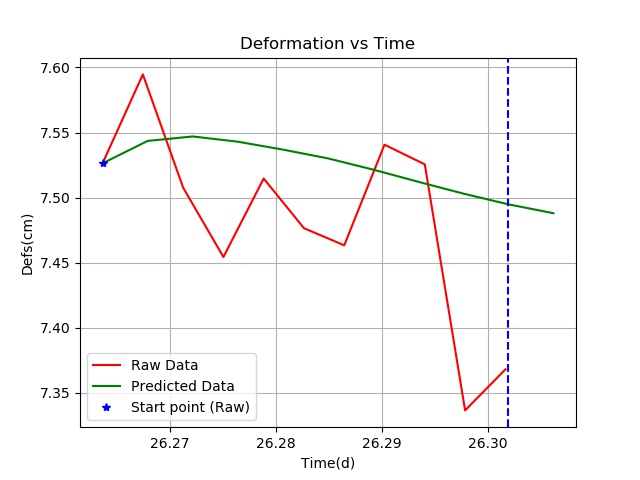 Deformation vs Time
7.60
7.55
7.50
7.45
7.40
7.35
Defs(cm)
Raw Data
Predicted Data
Start point (Raw)
26.27 26.28 26.29 26.30
Time(d)